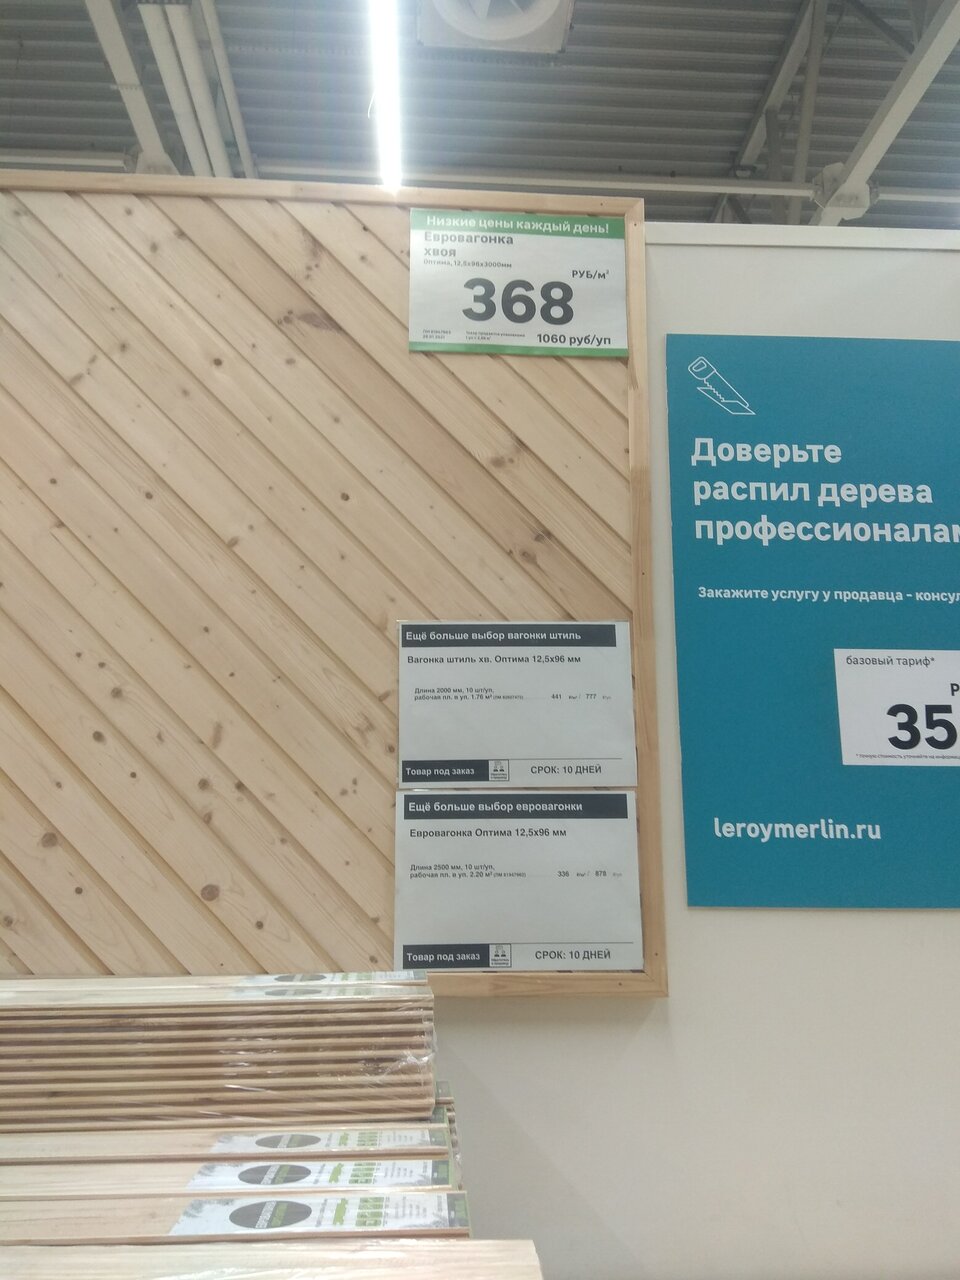 Низкие цены каждый день!
Евровагонка
хвоя
Оптима, 12,5х96х3000мм
РУБ/м²
368
1060 руб/уп
Доверьте
распил дерева
профессионалам
Закажите услугу у продавца - консул
базовый тариф*
Р
35
leroymerlin.ru
Ещё больше выбор вагонки штиль
Вагонка штиль хв. Оптима 12,5х96 мм
Длина 2000 мм, 10 шт/уп,
рабочая пл. в уп. 1.76 м² 441 777
Товар под заказ СРОК: 10 ДНЕЙ
Ещё больше выбор евровагонки
Евровагонка Оптима 12,5х96 мм
Длина 2500 мм, 10 шт/уп,
рабочая пл. в уп. 2.20 м² 336 878
Товар под заказ СРОК: 10 ДНЕЙ